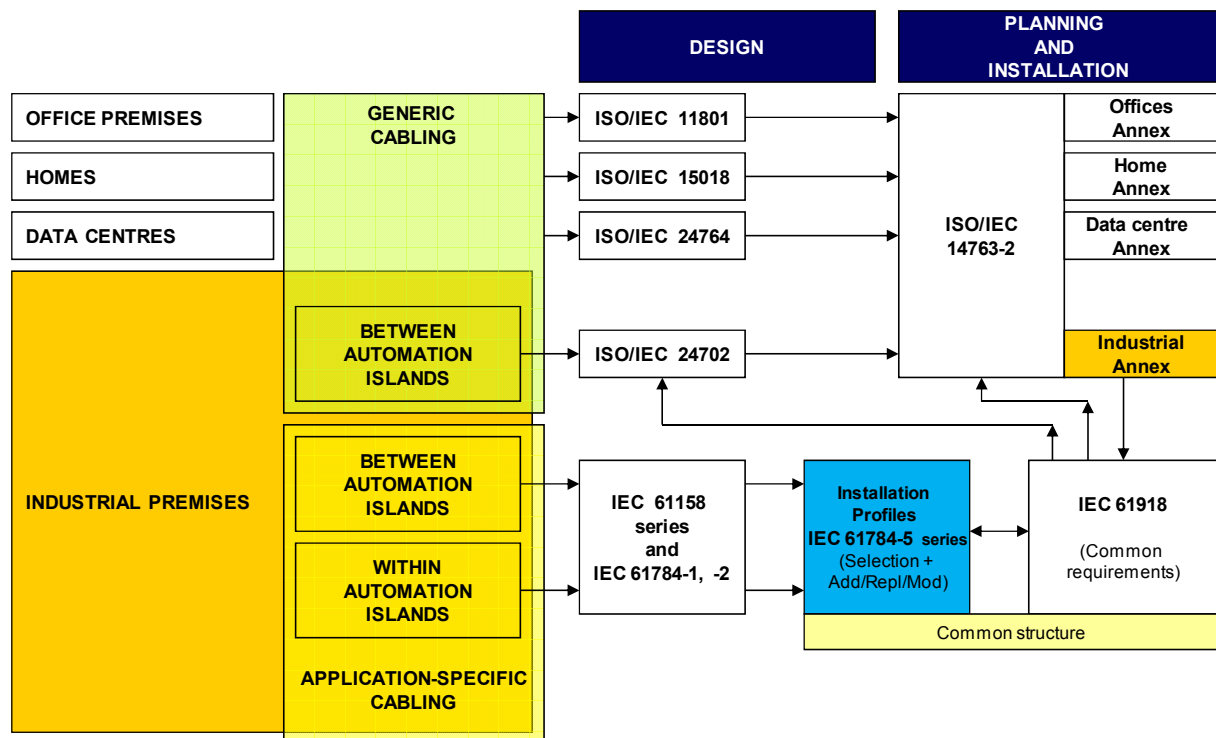 DESIGN
PLANNING
AND
INSTALLATION
OFFICE PREMISES
GENERIC
CABLING
ISO/IEC 11801
Offices
Annex
HOMES
ISO/IEC 15018
Home
Annex
DATA CENTRES
ISO/IEC 24764
ISO/IEC
14763-2
Data centre
Annex
BETWEEN
AUTOMATION
ISLANDS
ISO/IEC 24702
Industrial
Annex
INDUSTRIAL PREMISES
BETWEEN
AUTOMATION
ISLANDS
WITHIN
AUTOMATION
ISLANDS
APPLICATION-SPECIFIC
CABLING
IEC 61158
series
and
IEC 61784-1, -2
Installation
Profiles
IEC 61784-5 series
(Selection +
Add/Repl/Mod)
IEC 61918
(Common
requirements)
Common structure